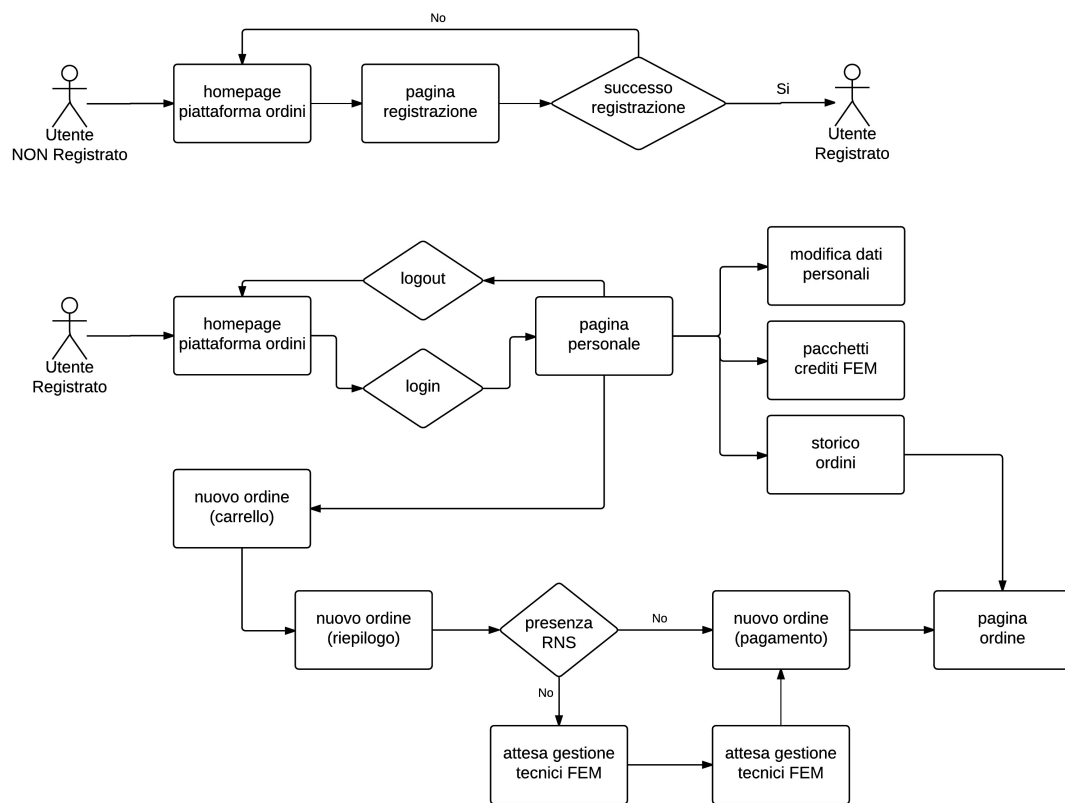 No
homepage
piattaforma ordini
pagina
registrazione
successo
registrazione
Si
Utente
NON Registrato
Utente
Registrato
logout
modifica dati
personali
homepage
piattaforma ordini
pagina
personale
Utente
Registrato
login
pacchetti
crediti FEM
storico
ordini
nuovo ordine
(carrello)
nuovo ordine
(riepilogo)
presenza
RNS
No
nuovo ordine
(pagamento)
pagina
ordine
No
attesa gestione
tecnici FEM
attesa gestione
tecnici FEM